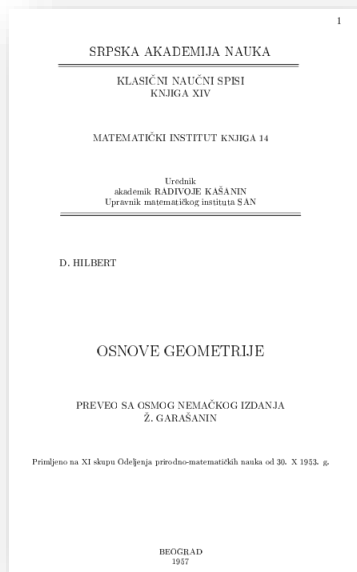 1
SRPSKA AKADEMIJA NAUKA
KLASIČNI NAUČNI SPISI
KNJIGA XIV
MATEMATIČKI INSTITUT KNJIGA 14
Urednik
akademik RADIVOJE KAŠANIN
Upravnik matematičkog instituta SAN
D. HILBERT
OSNOVE GEOMETRIJE
PREVEO SA OSMOG NEMAČKOG IZDANJA
Ž. GARAŠANIN
Primljeno na XI skupu Odeljenja prirodno-matematičkih nauka od 30. X 1953. g.
BEOGRAD
1957